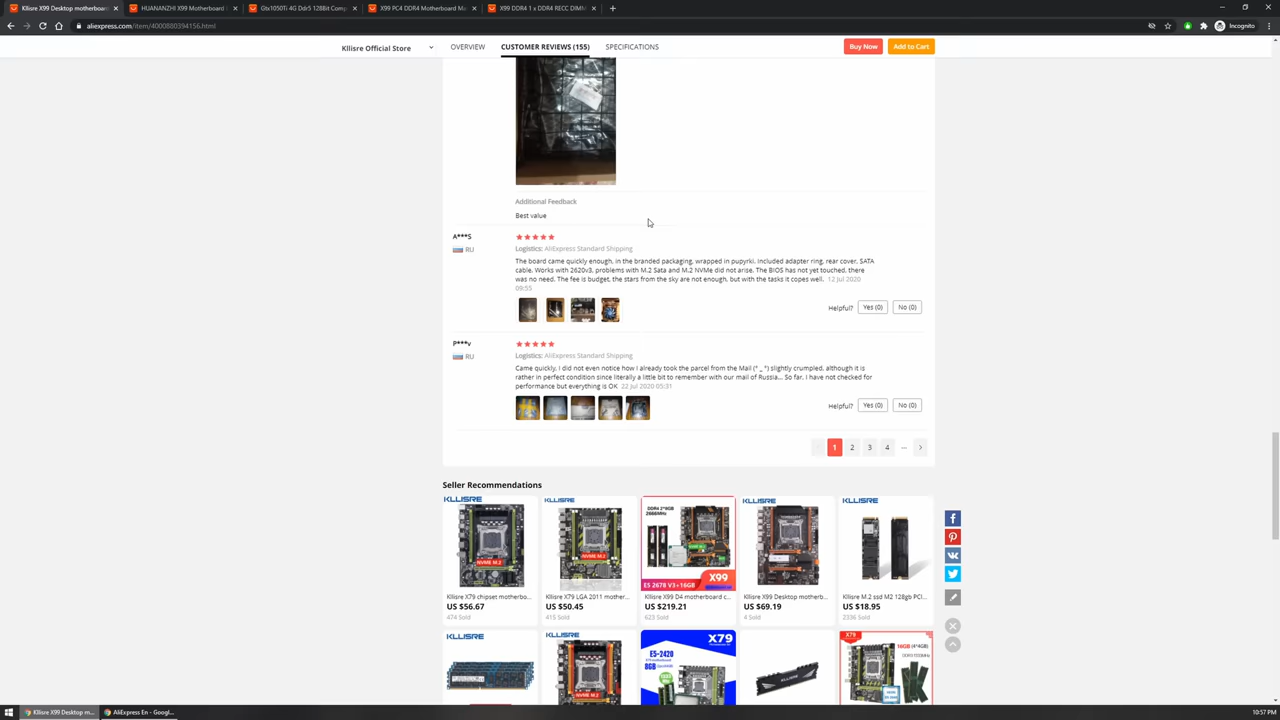 Kllisre X99 Desktop motherboard
HUANANZHI X99 Motherboard
Gtx1050Ti 4G Ddr5 128Bit Comp
X99 PC4 DDR4 Motherboard Ma
X99 DDR4 1 x DDR4 RECC DIMM
aliexpress.com/item/4000880394156.html
Incognito
Kllisre Official Store
OVERVIEW
CUSTOMER REVIEWS (155)
SPECIFICATIONS
Buy Now
Add to Cart
Additional Feedback
Best value
A***S
RU
Logistics: AliExpress Standard Shipping
The board came quickly enough, in the branded packaging, wrapped in pupyrki. Included adapter ring, rear cover, SATA
cable. Works with 2620v3, problems with M.2 Sata and M.2 NVMe did not arise. The BIOS has not yet touched, there
was no need. The fee is budget, the stars from the sky are not enough, but with the tasks it copes well. 12 Jul 2020
09:55
Helpful? Yes (0) No (0)
P***v
RU
Logistics: AliExpress Standard Shipping
Came quickly, I did not even notice how I already took the parcel from the Mail (° _ °) slightly crumpled, although it is
rather in perfect condition since literally a little bit to remember with our mail of Russia... So far, I have not checked for
performance but everything is OK 22 Jul 2020 05:31
Helpful? Yes (0) No (0)
1 2 3 4 ...
Seller Recommendations
KLLISRE
NVME M.2
Kllisre X79 chipset motherbo...
US $56.67
474 Sold
KLLISRE
NVME M.2
Kllisre X79 LGA 2011 mother...
US $50.45
415 Sold
DDR4 2*8GB
2666MHz
E5 2678 V3+16GB X99
Kllisre X99 D4 motherboard c...
US $219.21
623 Sold
KLLISRE
Kllisre X99 Desktop motherb...
US $69.19
4 Sold
KLLISRE
Kllisre M.2 ssd M2 128gb PCI...
US $18.95
2336 Sold
KLLISRE
KLLISRE
NVME M.2
X79
E5-2420
8GB
KLLISRE
X79
16GB (4*4GB)
Kllisre X99 Desktop m...
AliExpress En - Googl...
10:57 PM